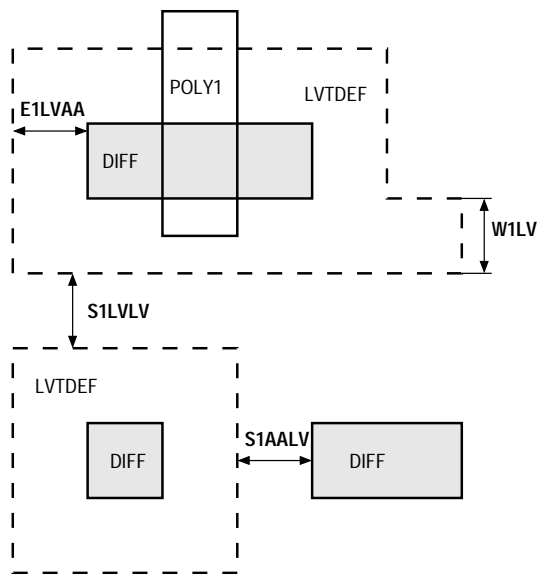 POLY1
LVTDEF
E1LVAA
DIFF
W1LV
S1LVLV
LVTDEF
S1AALV
DIFF
DIFF